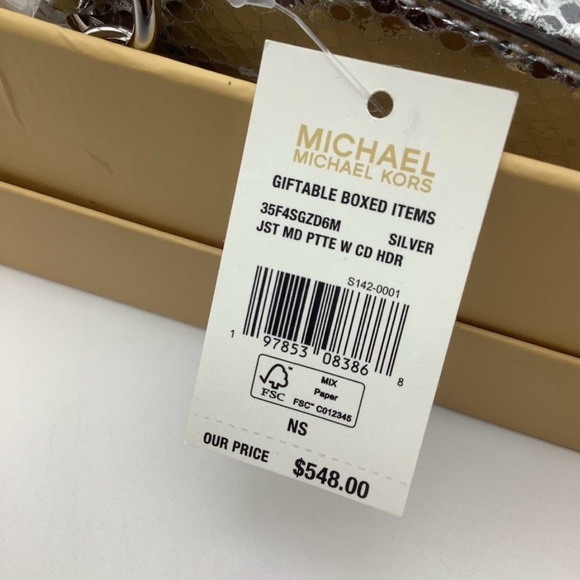 MICHAEL
MICHAEL KORS
GIFTABLE BOXED ITEMS
35F4SGZD6M SILVER
JST MD PTTE W CD HDR
S142-0001
1 97853 08386 8
FSC
MIX
Paper
FSC™ C012345
NS
OUR PRICE $548.00